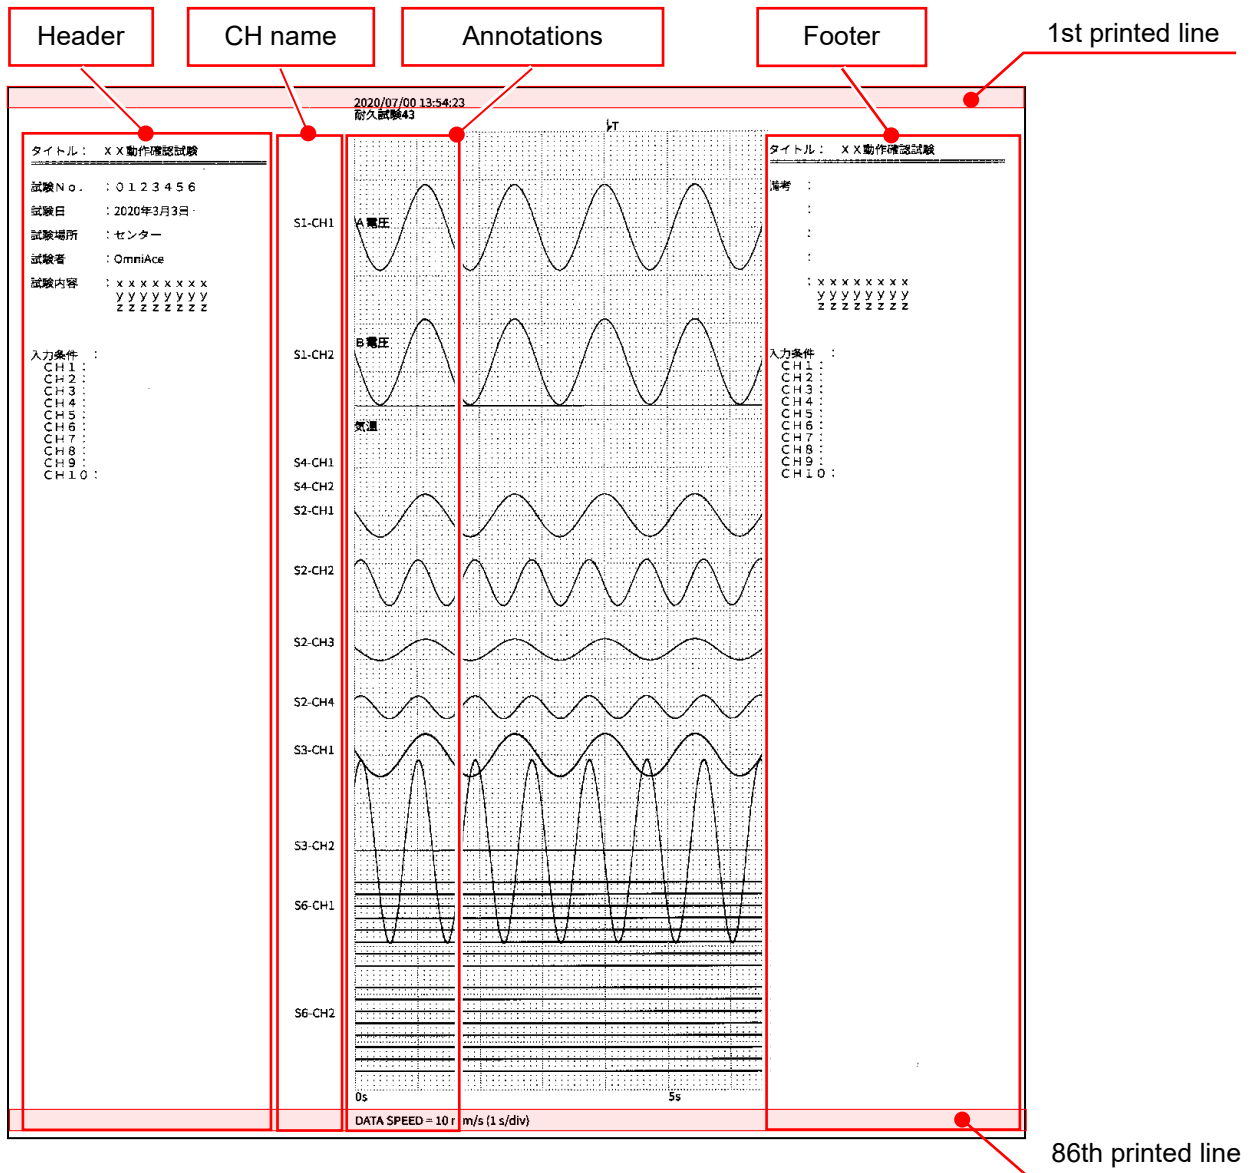 Header
CH name
Annotations
Footer
1st printed line
2020/07/00 13:54:23
耐久試験43
T
タイトル： ＸＸ動作確認試験
試験Ｎｏ． ：０１２３４５６
試験日 ：2020年3月3日
試験場所 ：センター
試験者 ：OmniAce
試験内容 ：ｘｘｘｘｘｘｘｘ
ｙｙｙｙｙｙｙｙ
ｚｚｚｚｚｚｚｚ
入力条件 ：
ＣＨ１：
ＣＨ２：
ＣＨ３：
ＣＨ４：
ＣＨ５：
ＣＨ６：
ＣＨ７：
ＣＨ８：
ＣＨ９：
ＣＨ１０：
S1-CH1
S1-CH2
S4-CH1
S4-CH2
S2-CH1
S2-CH2
S2-CH3
S2-CH4
S3-CH1
S3-CH2
S6-CH1
S6-CH2
Ａ電圧
Ｂ電圧
気温
0s
5s
DATA SPEED = 10 mm/s (1 s/div)
タイトル： ＸＸ動作確認試験
備考 ：
：
：
：
：ｘｘｘｘｘｘｘｘ
ｙｙｙｙｙｙｙｙ
ｚｚｚｚｚｚｚｚ
入力条件 ：
ＣＨ１：
ＣＨ２：
ＣＨ３：
ＣＨ４：
ＣＨ５：
ＣＨ６：
ＣＨ７：
ＣＨ８：
ＣＨ９：
ＣＨ１０：
86th printed line